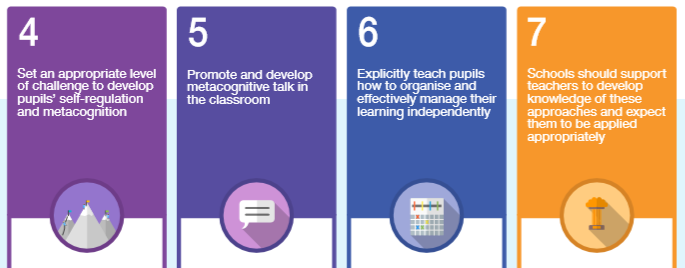 4
Set an appropriate level
of challenge to develop
pupils' self-regulation
and metacognition
5
Promote and develop
metacognitive talk in
the classroom
6
Explicitly teach pupils
how to organise and
effectively manage their
learning independently
7
Schools should support
teachers to develop
knowledge of these
approaches and expect
them to be applied
appropriately